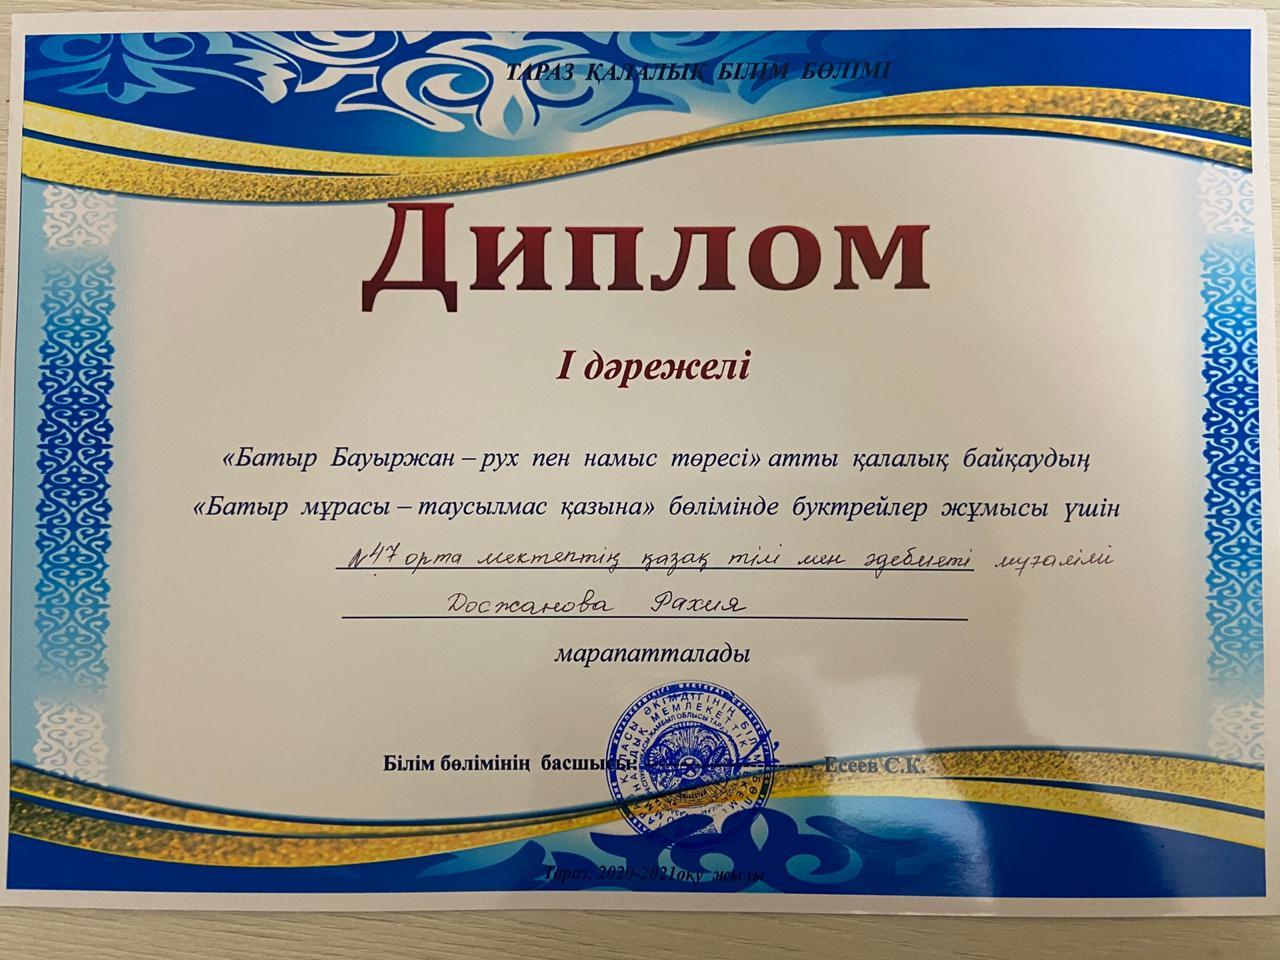 ТАРАЗ ҚАЛАЛЫҚ БІЛІМ БӨЛІМІ
Диплом
І дәрежелі
«Батыр Бауыржан – рух пен намыс төресі» атты қалалық байқаудың
«Батыр мұрасы – таусылмас қазына» бөлімінде буктрейлер жұмысы үшін
№47 орта мектептің қазақ тілі мен әдебиеті мұғалімі
Досжанова Рахия
марапатталады
Білім бөлімінің басшысы: Есеев С.К.
Тараз, 2020-2021оқу жылы